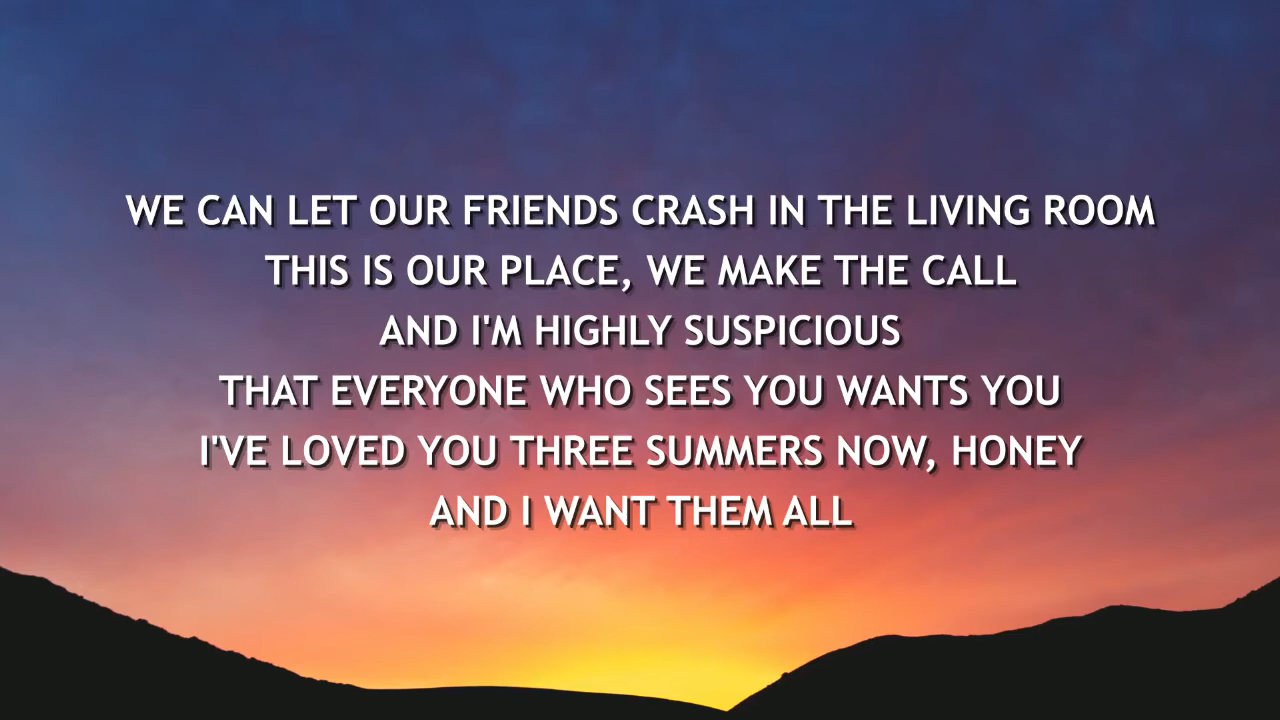 WE CAN LET OUR FRIENDS CRASH IN THE LIVING ROOM
THIS IS OUR PLACE, WE MAKE THE CALL
AND I'M HIGHLY SUSPICIOUS
THAT EVERYONE WHO SEES YOU WANTS YOU
I'VE LOVED YOU THREE SUMMERS NOW, HONEY
AND I WANT THEM ALL